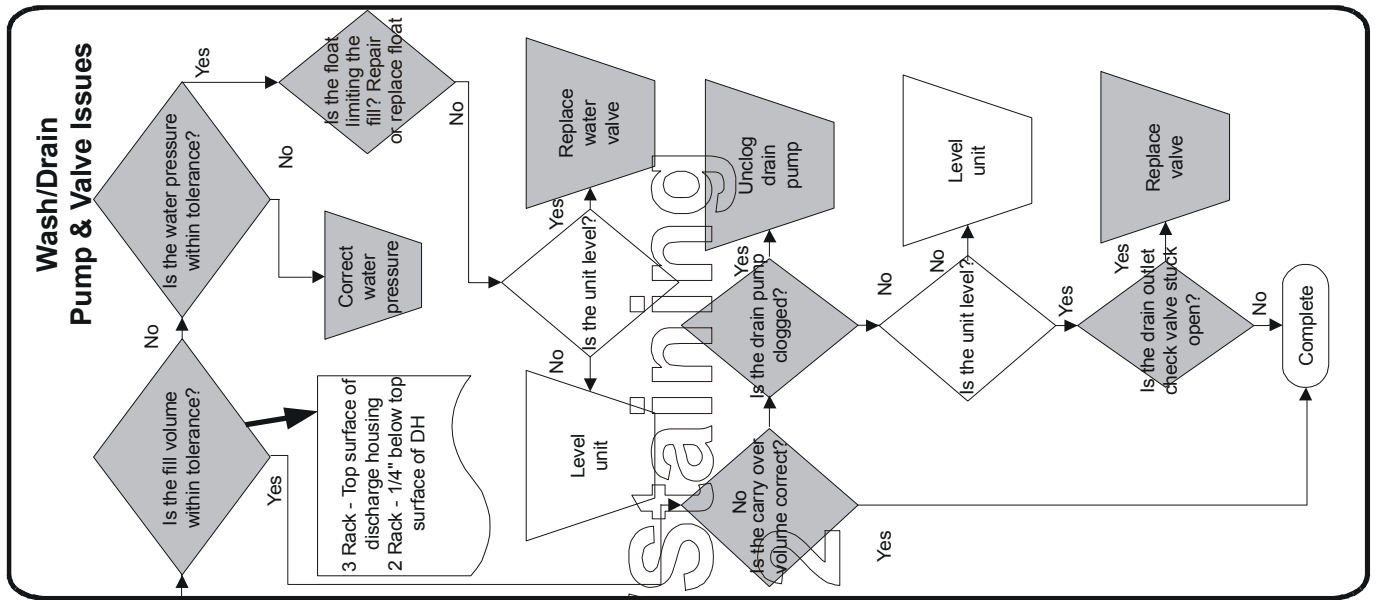 Wash/Drain
Pump & Valve Issues
Is the fill volume
within tolerance?
No
Yes
3 Rack - Top surface of
discharge housing
2 Rack - 1/4" below top
surface of DH
Is the water pressure
within tolerance?
Yes
No
Correct
water
pressure
Is the float
limiting the
fill? Repair
or replace float
No
Is the unit level?
Yes
No
Replace
water
valve
Level
unit
Staining
2
Is the carry over
volume correct?
No
Yes
Is the drain pump
clogged?
Yes
No
Unclog
drain
pump
Is the unit level?
No
Yes
Level
unit
Is the drain outlet
check valve stuck
open?
Yes
No
Replace
valve
Complete